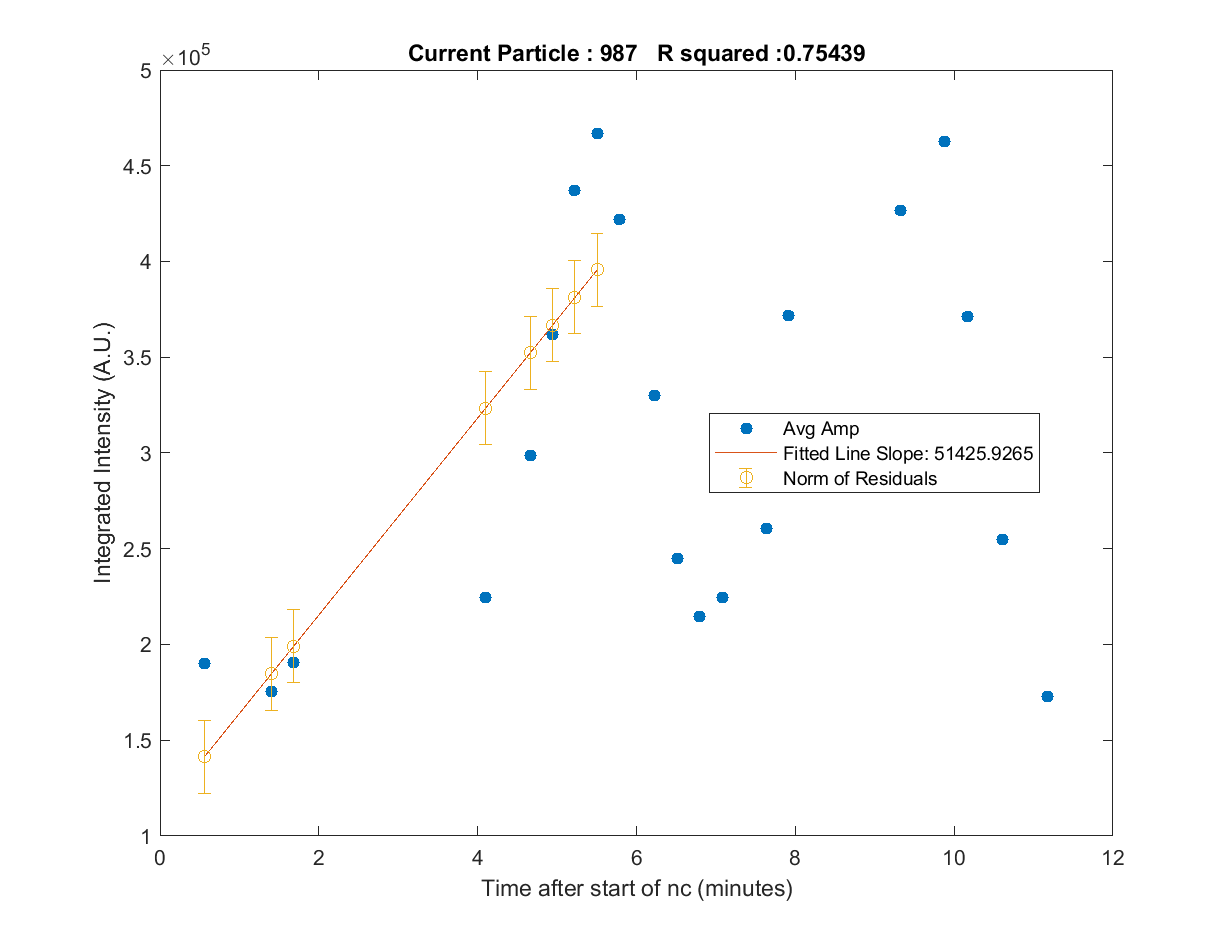 Current Particle : 987 R squared :0.75439
×10^5
5
4.5
4
3.5
3
2.5
2
1.5
1
Integrated Intensity (A.U.)
Avg Amp
Fitted Line Slope: 51425.9265
Norm of Residuals
0 2 4 6 8 10 12
Time after start of nc (minutes)